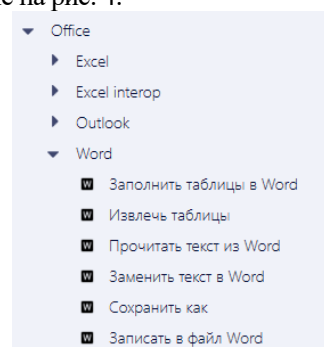 на рис. 4.
Office
Excel
Excel interop
Outlook
Word
Заполнить таблицы в Word
Извлечь таблицы
Прочитать текст из Word
Заменить текст в Word
Сохранить как
Записать в файл Word